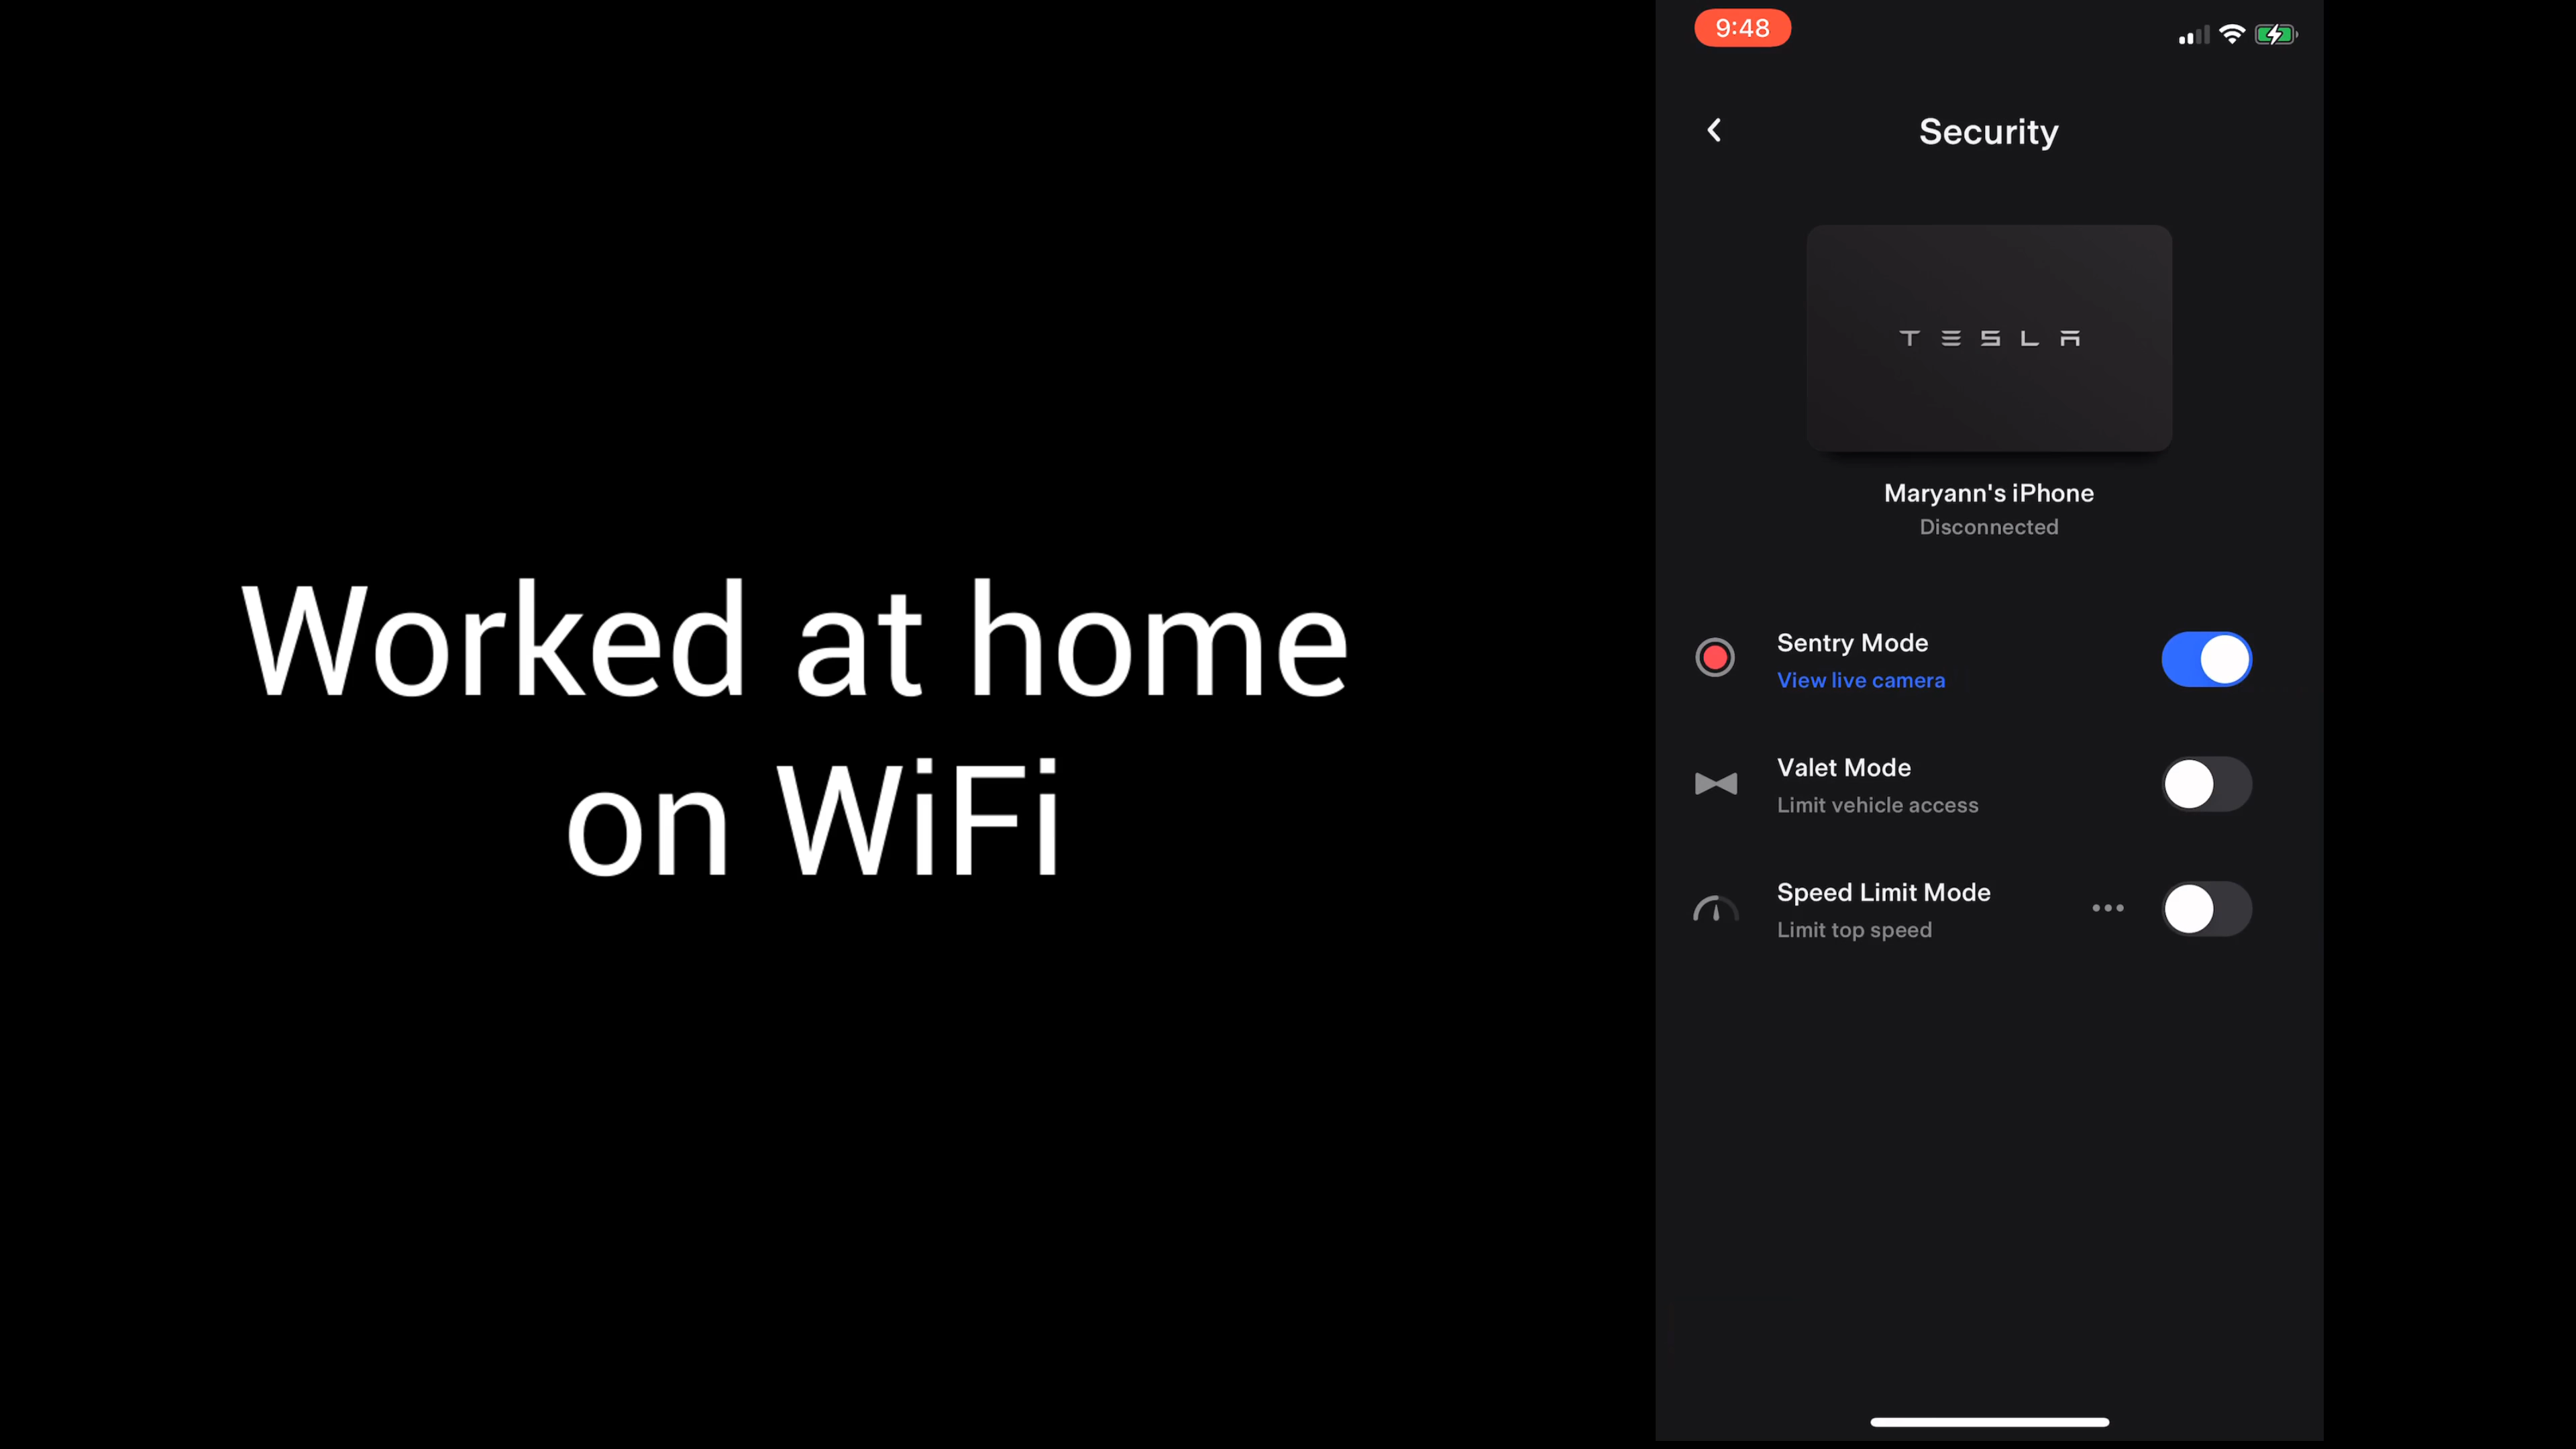 Worked at home
on WiFi
9:48
Security
TESLA
Maryann's iPhone
Disconnected
Sentry Mode
View live camera
Valet Mode
Limit vehicle access
Speed Limit Mode
Limit top speed